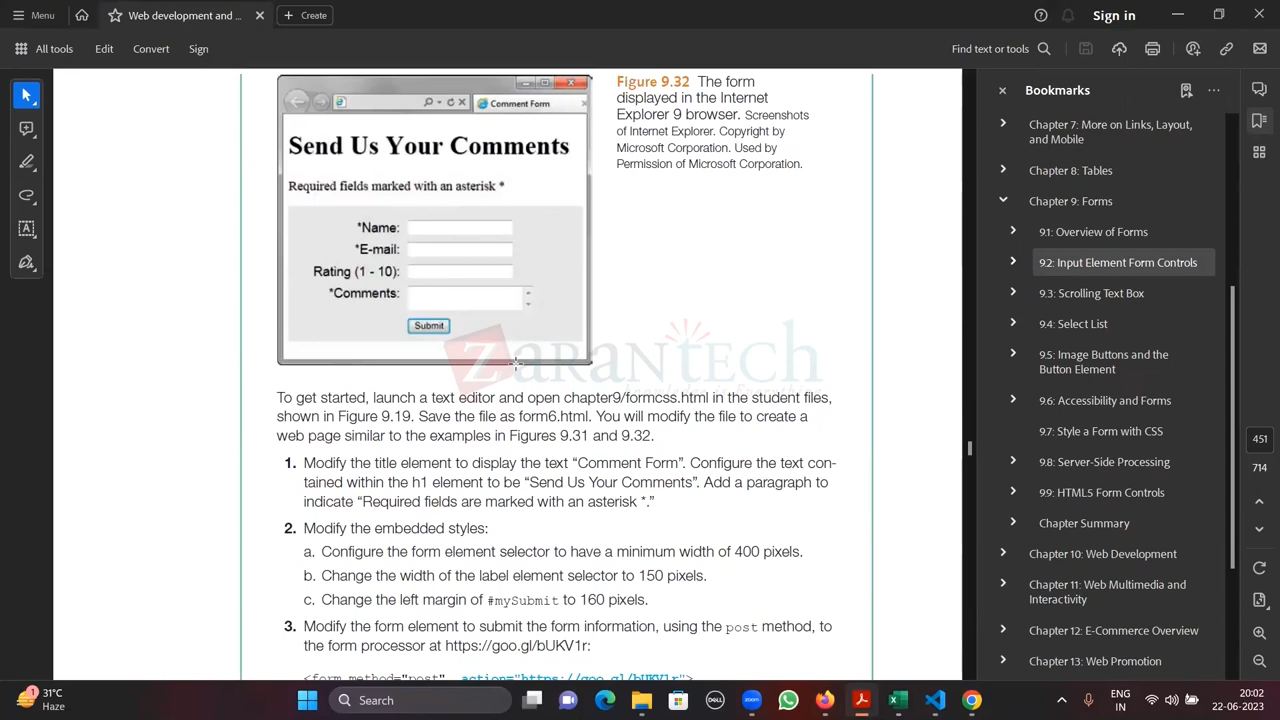 Menu
Web development and ...
Create
Sign in
All tools
Edit
Convert
Sign
Find text or tools
Comment Form
Send Us Your Comments
Required fields marked with an asterisk *
*Name:
*E-mail:
Rating (1 - 10):
*Comments:
Submit
Figure 9.32 The form
displayed in the Internet
Explorer 9 browser. Screenshots
of Internet Explorer. Copyright by
Microsoft Corporation. Used by
Permission of Microsoft Corporation.
zarantech
knowledge is Everything
To get started, launch a text editor and open chapter9/formcss.html in the student files,
shown in Figure 9.19. Save the file as form6.html. You will modify the file to create a
web page similar to the examples in Figures 9.31 and 9.32.
1. Modify the title element to display the text “Comment Form”. Configure the text con-
tained within the h1 element to be “Send Us Your Comments”. Add a paragraph to
indicate “Required fields are marked with an asterisk *.”
2. Modify the embedded styles:
a. Configure the form element selector to have a minimum width of 400 pixels.
b. Change the width of the label element selector to 150 pixels.
c. Change the left margin of #mySubmit to 160 pixels.
3. Modify the form element to submit the form information, using the post method, to
the form processor at https://goo.gl/bUKV1r:
<form method="post" action="https://goo.gl/bUKV1r">
Bookmarks
Chapter 7: More on Links, Layout,
and Mobile
Chapter 8: Tables
Chapter 9: Forms
9.1: Overview of Forms
9.2: Input Element Form Controls
9.3: Scrolling Text Box
9.4: Select List
9.5: Image Buttons and the
Button Element
9.6: Accessibility and Forms
9.7: Style a Form with CSS
9.8: Server-Side Processing
9.9: HTML5 Form Controls
Chapter Summary
Chapter 10: Web Development
Chapter 11: Web Multimedia and
Interactivity
Chapter 12: E-Commerce Overview
Chapter 13: Web Promotion
451
714
1
31°C
Haze
Search
DELL
zoom
ENG
IN
20:02
22-06-2023